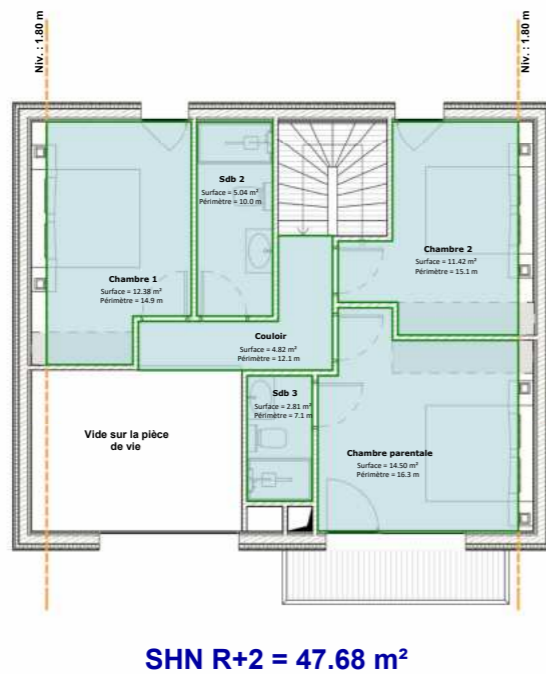 Niv. : 1.80 m
Niv. : 1.80 m
Sdb 2
Surface = 5.04 m²
Périmètre = 10.0 m
Chambre 1
Surface = 12.38 m²
Périmètre = 14.9 m
Chambre 2
Surface = 11.42 m²
Périmètre = 15.1 m
Couloir
Surface = 4.82 m²
Périmètre = 12.1 m
Sdb 3
Surface = 2.81 m²
Périmètre = 7.1 m
Vide sur la pièce
de vie
Chambre parentale
Surface = 14.50 m²
Périmètre = 16.3 m
SHN R+2 = 47.68 m²